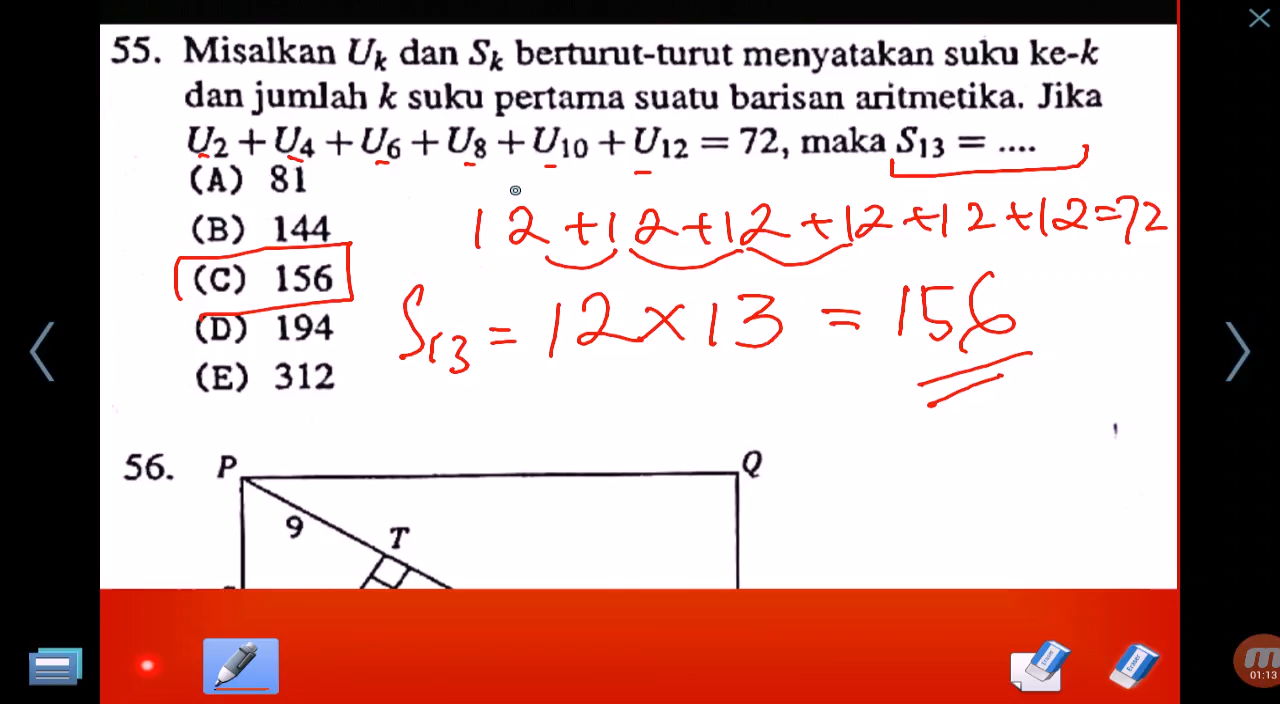 55. Misalkan Uk dan Sk berturut-turut menyatakan suku ke-k
dan jumlah k suku pertama suatu barisan aritmetika. Jika
U2 + U4 + U6 + U8 + U10 + U12 = 72, maka S13 = ....
(A) 81
(B) 144
(C) 156
(D) 194
(E) 312
12 + 12 + 12 + 12 + 12 + 12 = 72
S13 = 12 × 13 = 156
56. P Q
9 T
Eraser
Eraser
01:13